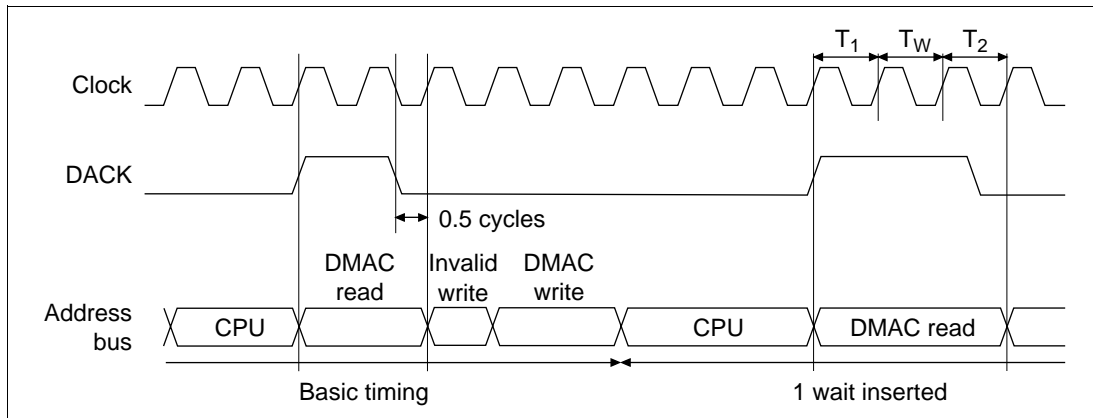 T1 TW T2
Clock
DACK
0.5 cycles
DMAC read
Invalid write
DMAC write
Address bus
CPU
CPU
DMAC read
Basic timing
1 wait inserted